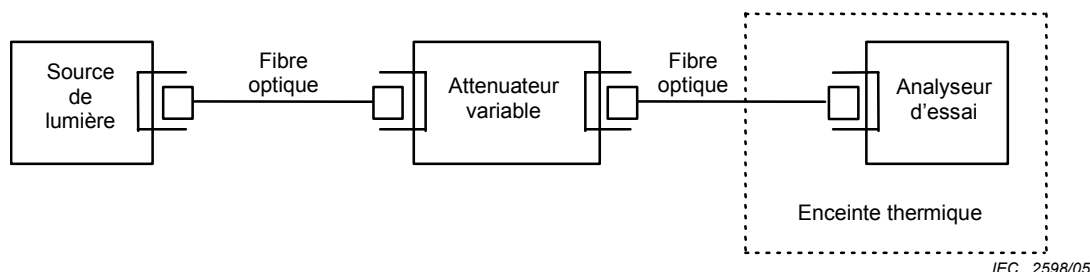 Source
de
lumière
Fibre
optique
Attenuateur
variable
Fibre
optique
Analyseur
d'essai
Enceinte thermique
IEC 2598/05